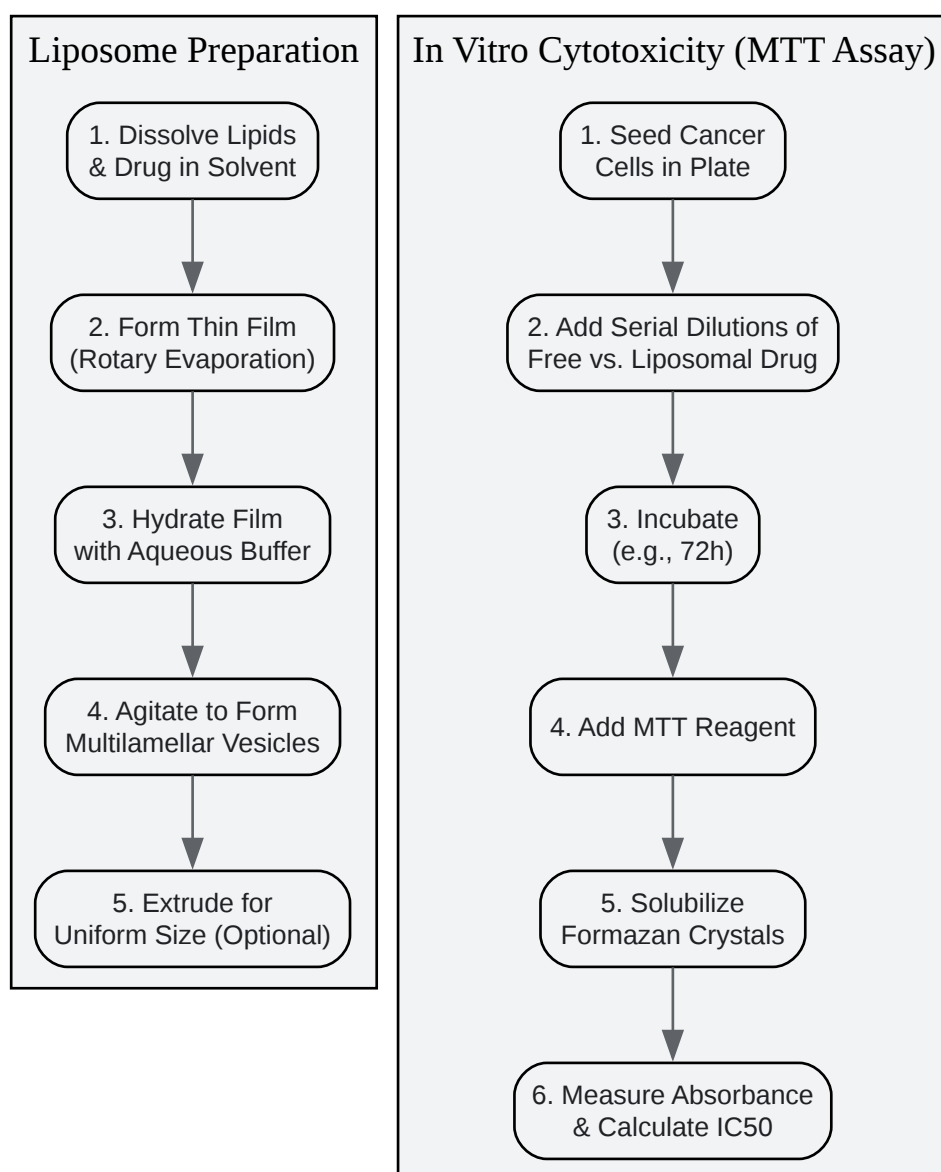 Liposome Preparation
1. Dissolve Lipids
& Drug in Solvent
2. Form Thin Film
(Rotary Evaporation)
3. Hydrate Film
with Aqueous Buffer
4. Agitate to Form
Multilamellar Vesicles
5. Extrude for
Uniform Size (Optional)
In Vitro Cytotoxicity (MTT Assay)
1. Seed Cancer
Cells in Plate
2. Add Serial Dilutions of
Free vs. Liposomal Drug
3. Incubate
(e.g., 72h)
4. Add MTT Reagent
5. Solubilize
Formazan Crystals
6. Measure Absorbance
& Calculate IC50